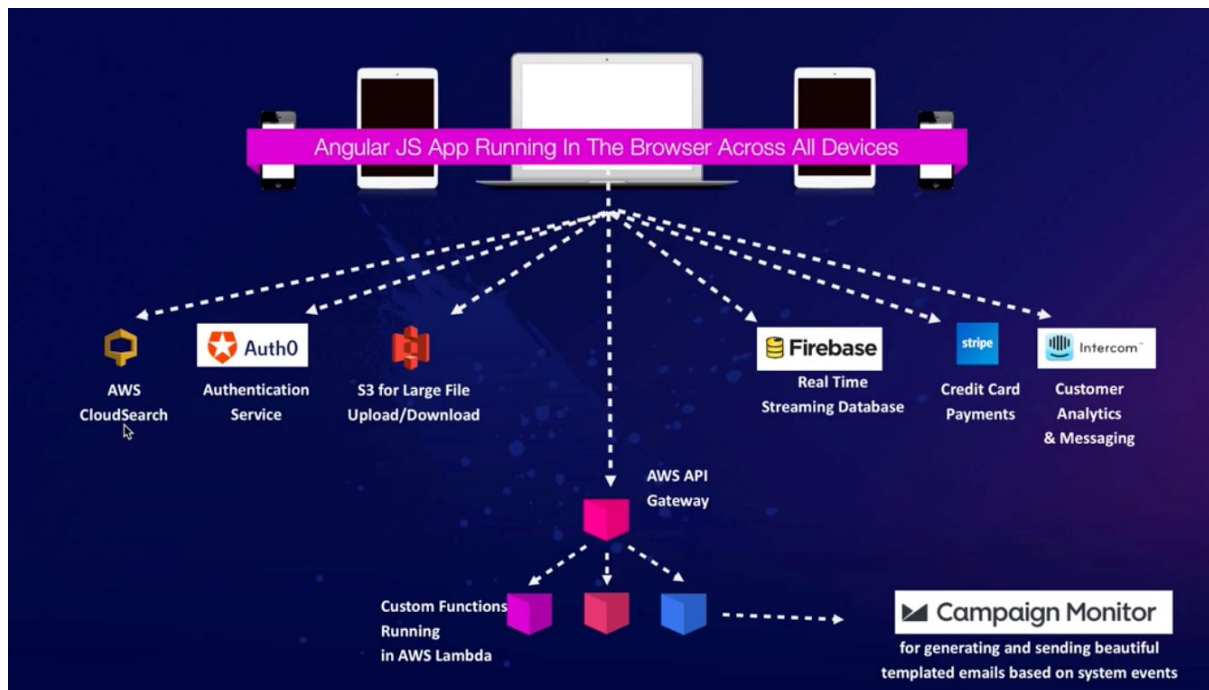 Angular JS App Running In The Browser Across All Devices
AWS
CloudSearch
Auth0
Authentication
Service
S3 for Large File
Upload/Download
Firebase
Real Time
Streaming Database
stripe
Credit Card
Payments
Intercom™
Customer
Analytics
& Messaging
AWS API
Gateway
Custom Functions
Running
in AWS Lambda
Campaign Monitor
for generating and sending beautiful
templated emails based on system events